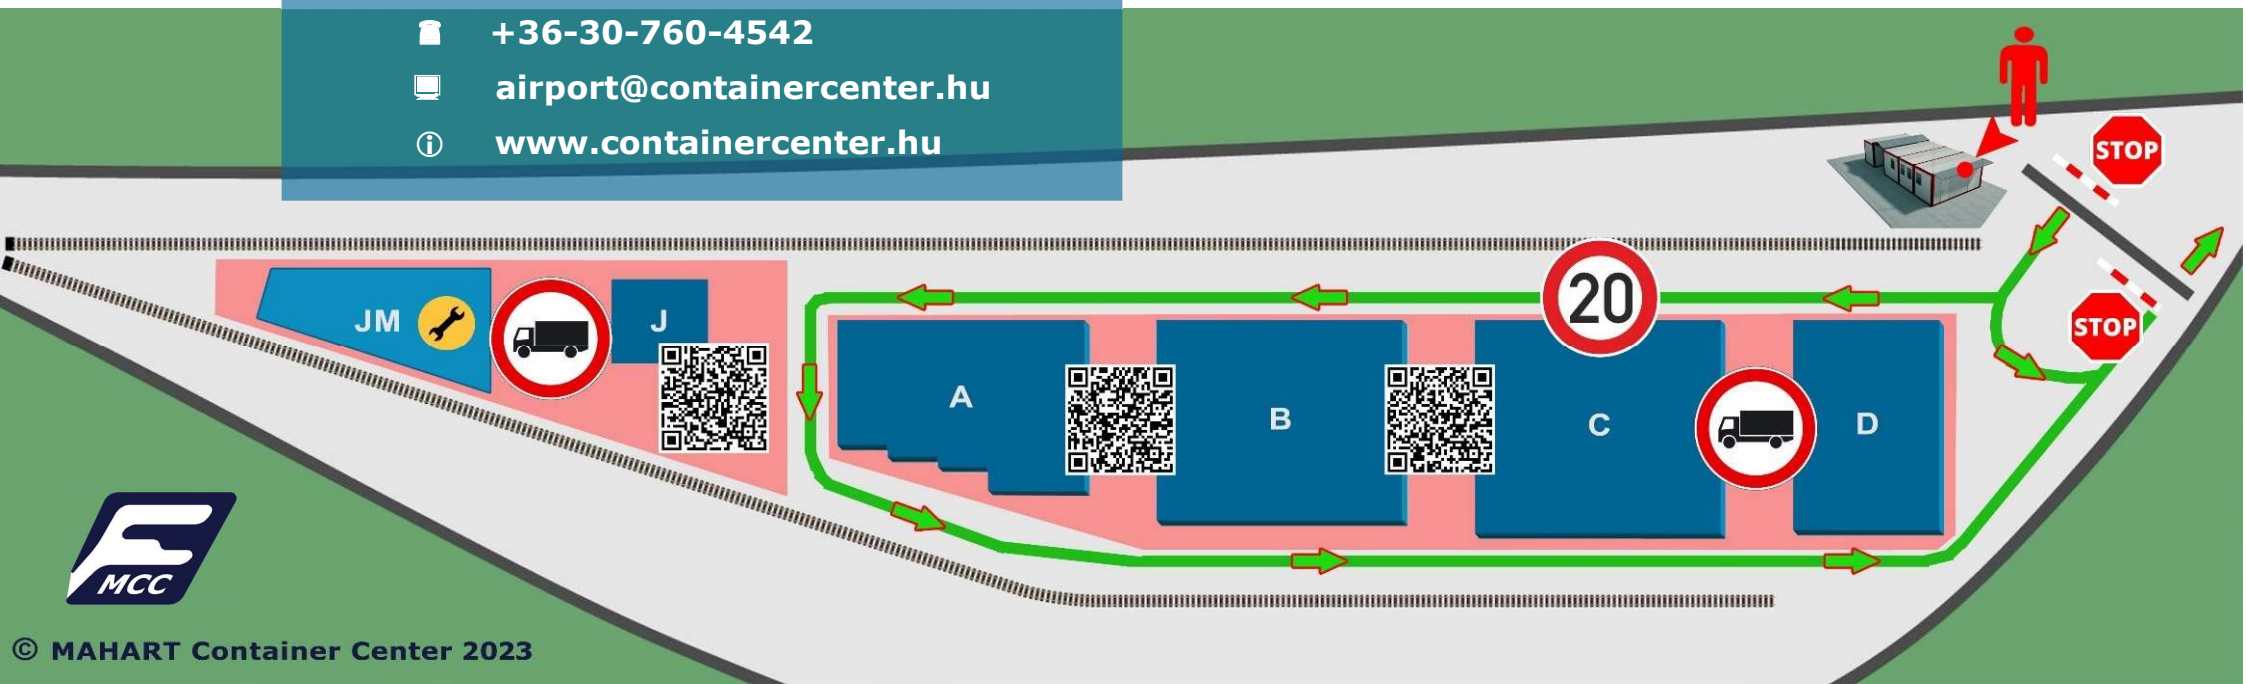 +36-30-760-4542
airport@containercenter.hu
www.containercenter.hu
STOP
20
STOP
JM
J
A
B
C
D
MCC
© MAHART Container Center 2023